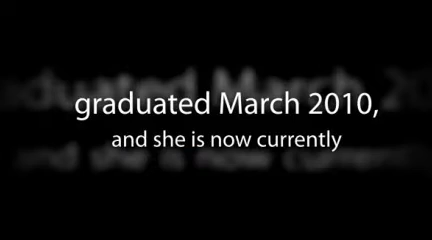 graduated March 2010,
and she is now currently